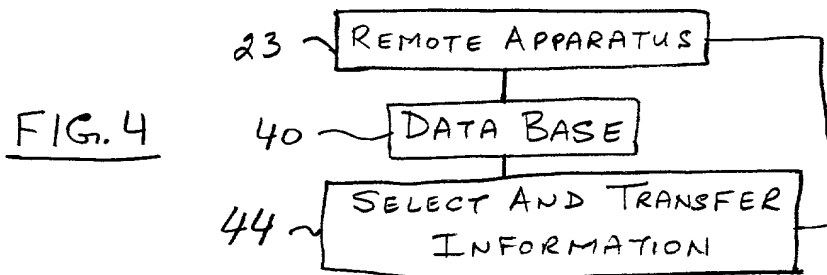 23 REMOTE APPARATUS
FIG. 4
40 DATA BASE
44 SELECT AND TRANSFER
INFORMATION